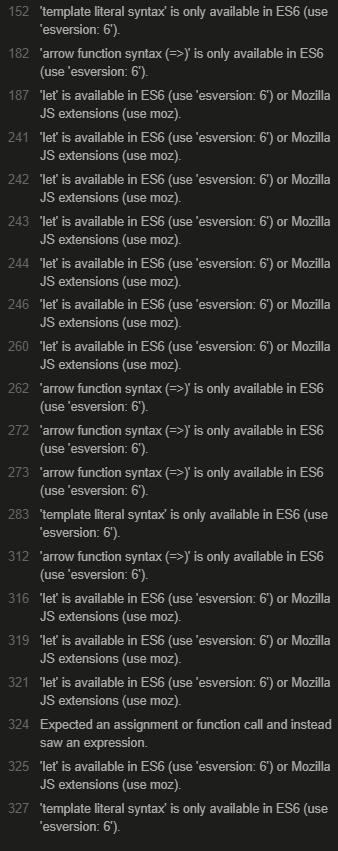 152 'template literal syntax' is only available in ES6 (use
'esversion: 6').
182 'arrow function syntax (=>)' is only available in ES6
(use 'esversion: 6').
187 'let' is available in ES6 (use 'esversion: 6') or Mozilla
JS extensions (use moz).
241 'let' is available in ES6 (use 'esversion: 6') or Mozilla
JS extensions (use moz).
242 'let' is available in ES6 (use 'esversion: 6') or Mozilla
JS extensions (use moz).
243 'let' is available in ES6 (use 'esversion: 6') or Mozilla
JS extensions (use moz).
244 'let' is available in ES6 (use 'esversion: 6') or Mozilla
JS extensions (use moz).
246 'let' is available in ES6 (use 'esversion: 6') or Mozilla
JS extensions (use moz).
260 'let' is available in ES6 (use 'esversion: 6') or Mozilla
JS extensions (use moz).
262 'arrow function syntax (=>)' is only available in ES6
(use 'esversion: 6').
272 'arrow function syntax (=>)' is only available in ES6
(use 'esversion: 6').
273 'arrow function syntax (=>)' is only available in ES6
(use 'esversion: 6').
283 'template literal syntax' is only available in ES6 (use
'esversion: 6').
312 'arrow function syntax (=>)' is only available in ES6
(use 'esversion: 6').
316 'let' is available in ES6 (use 'esversion: 6') or Mozilla
JS extensions (use moz).
319 'let' is available in ES6 (use 'esversion: 6') or Mozilla
JS extensions (use moz).
321 'let' is available in ES6 (use 'esversion: 6') or Mozilla
JS extensions (use moz).
324 Expected an assignment or function call and instead
saw an expression.
325 'let' is available in ES6 (use 'esversion: 6') or Mozilla
JS extensions (use moz).
327 'template literal syntax' is only available in ES6 (use
'esversion: 6').